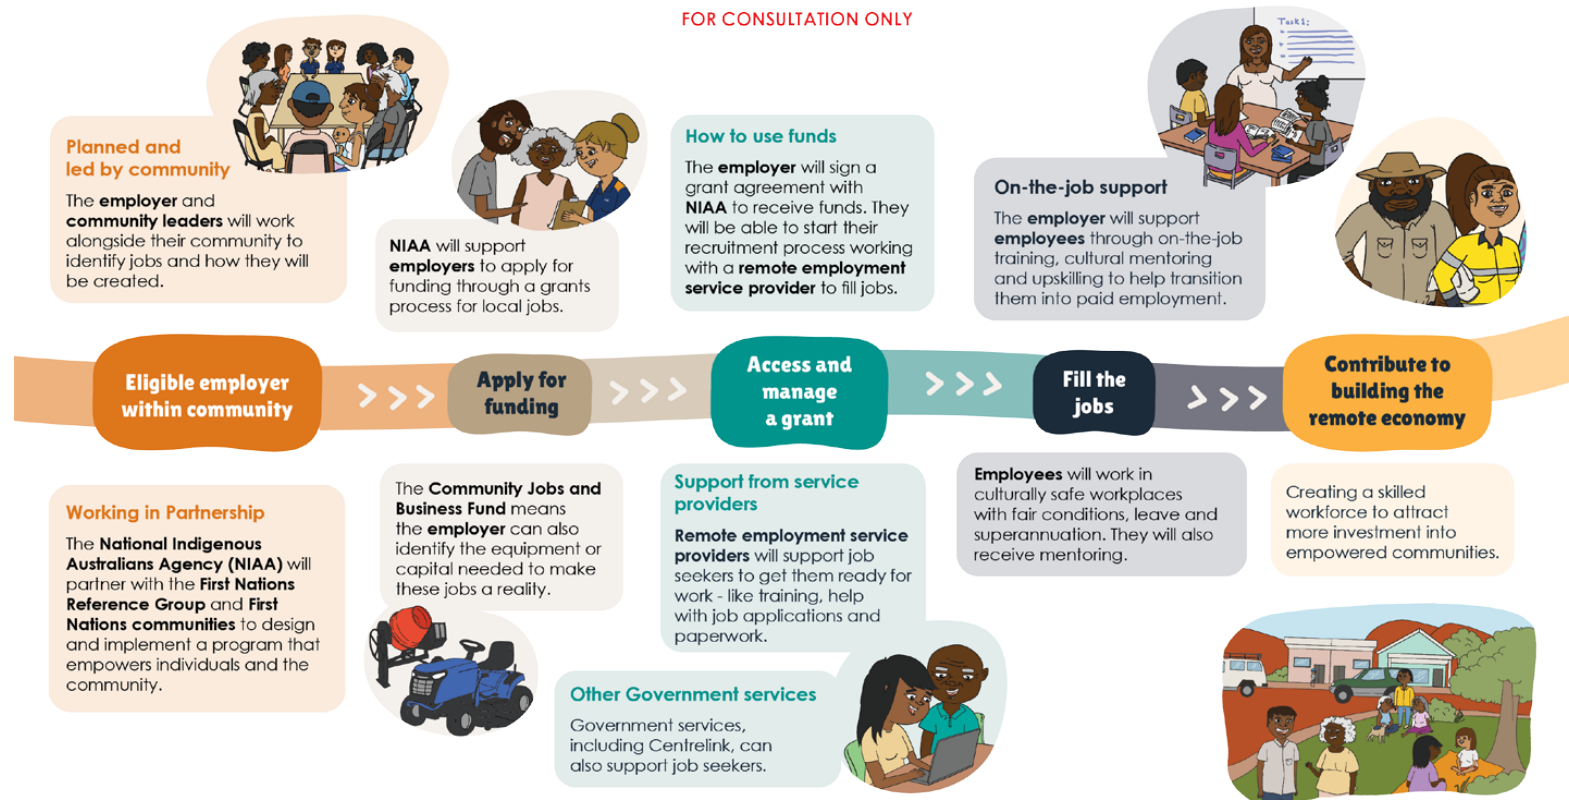 FOR CONSULTATION ONLY
Planned and
led by community
The employer and
community leaders will work
alongside their community to
identify jobs and how they will
be created.
NIAA will support
employers to apply for
funding through a grants
process for local jobs.
How to use funds
The employer will sign a
grant agreement with
NIAA to receive funds. They
will be able to start their
recruitment process working
with a remote employment
service provider to fill jobs.
Task1:
On-the-job support
The employer will support
employees through on-the-job
training, cultural mentoring
and upskilling to help transition
them into paid employment.
Eligible employer
within community
Apply for
funding
Access and
manage
a grant
Fill the
jobs
Contribute to
building the
remote economy
Working in Partnership
The National Indigenous
Australians Agency (NIAA) will
partner with the First Nations
Reference Group and First
Nations communities to design
and implement a program that
empowers individuals and the
community.
The Community Jobs and
Business Fund means
the employer can also
identify the equipment or
capital needed to make
these jobs a reality.
Support from service
providers
Remote employment service
providers will support job
seekers to get them ready for
work - like training, help
with job applications and
paperwork.
Other Government services
Government services,
including Centrelink, can
also support job seekers.
Employees will work in
culturally safe workplaces
with fair conditions, leave and
superannuation. They will also
receive mentoring.
Creating a skilled
workforce to attract
more investment into
empowered communities.